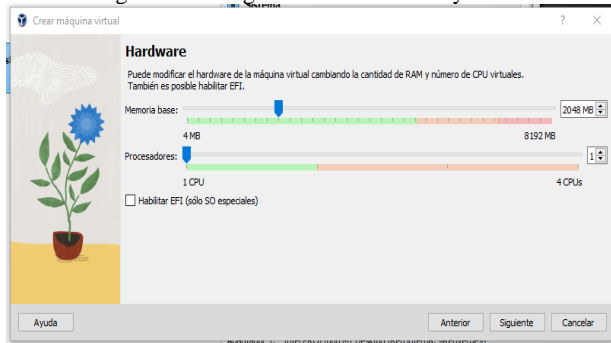 Sistema
Crear máquina virtual
Hardware
Puede modificar el hardware de la máquina virtual cambiando la cantidad de RAM y número de CPU virtuales.
También es posible habilitar EFI.
Memoria base:
2048 MB
4 MB
8192 MB
Procesadores:
1
1 CPU
4 CPUs
Habilitar EFI (sólo SO especiales)
Ayuda
Anterior
Siguiente
Cancelar